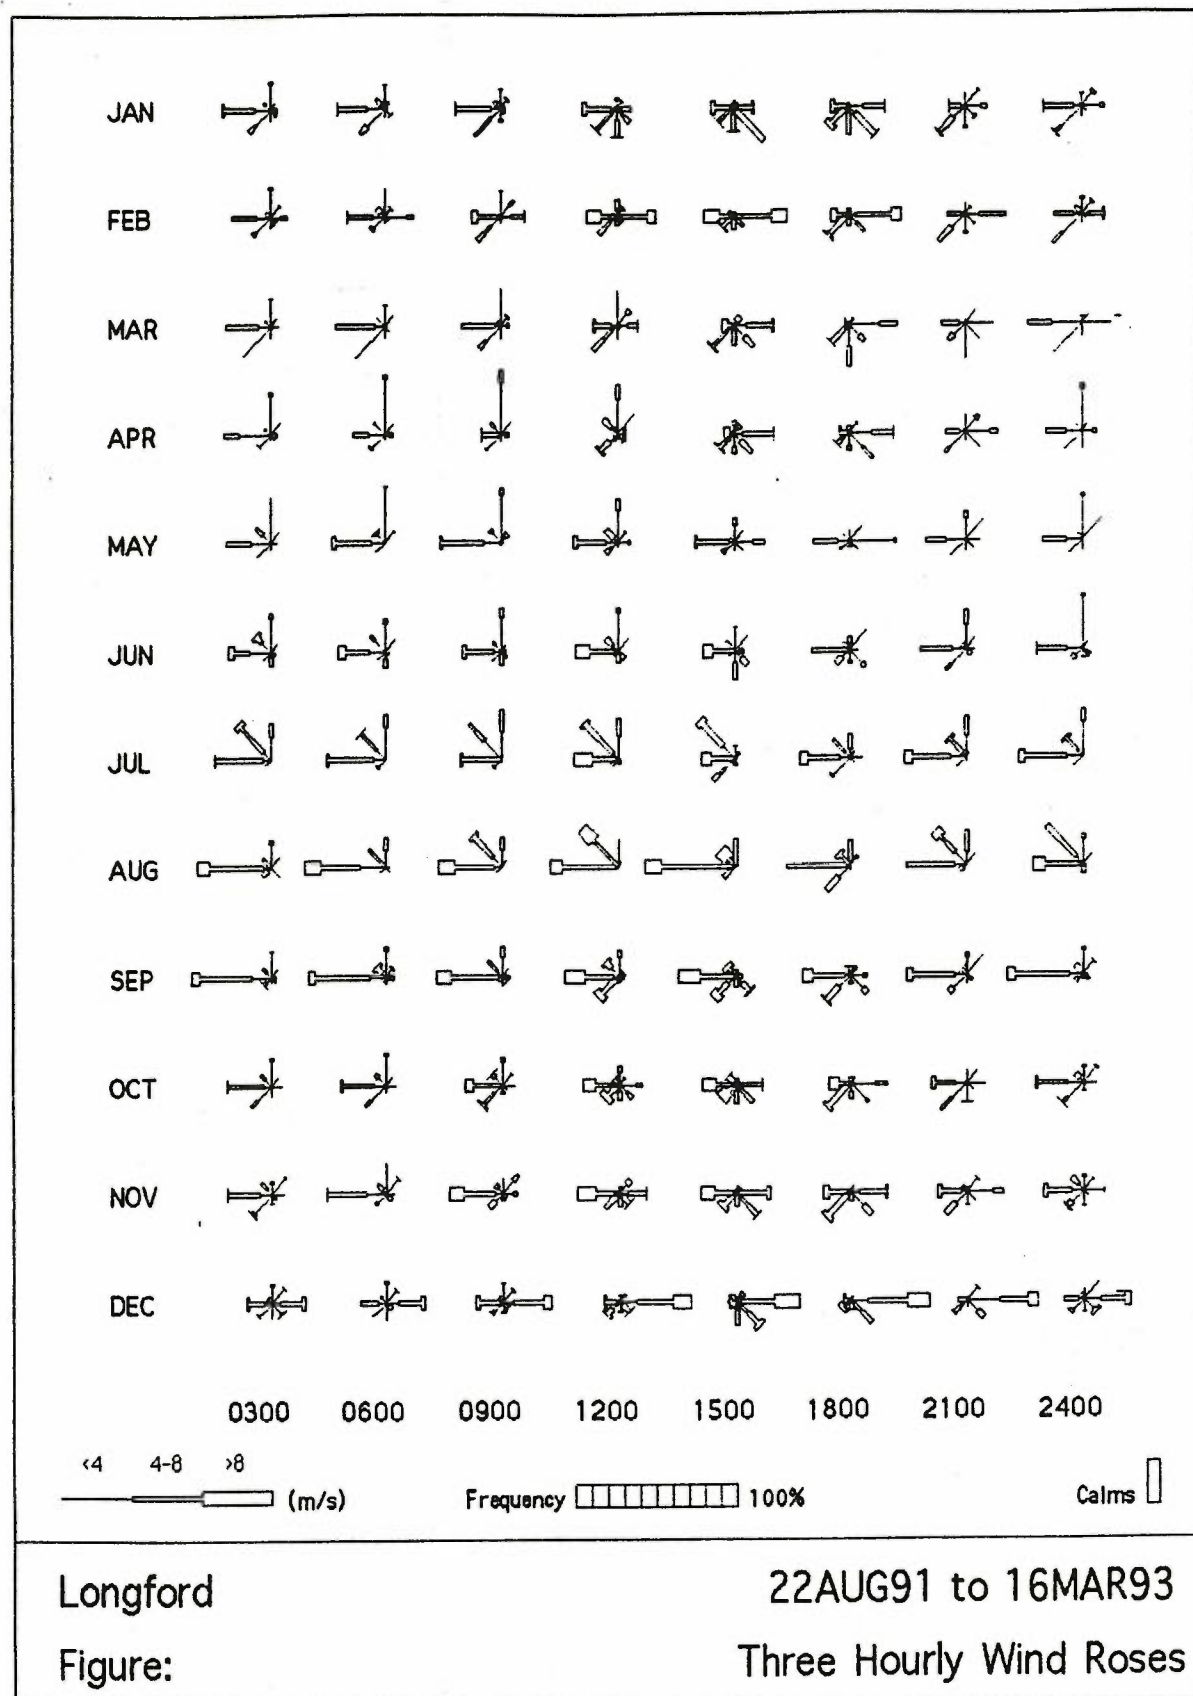 JAN
FEB
MAR
APR
MAY
JUN
JUL
AUG
SEP
OCT
NOV
DEC
0300 0600 0900 1200 1500 1800 2100 2400
<4 4-8 >8
(m/s) Frequency 100% Calms
Longford 22AUG91 to 16MAR93
Figure: Three Hourly Wind Roses